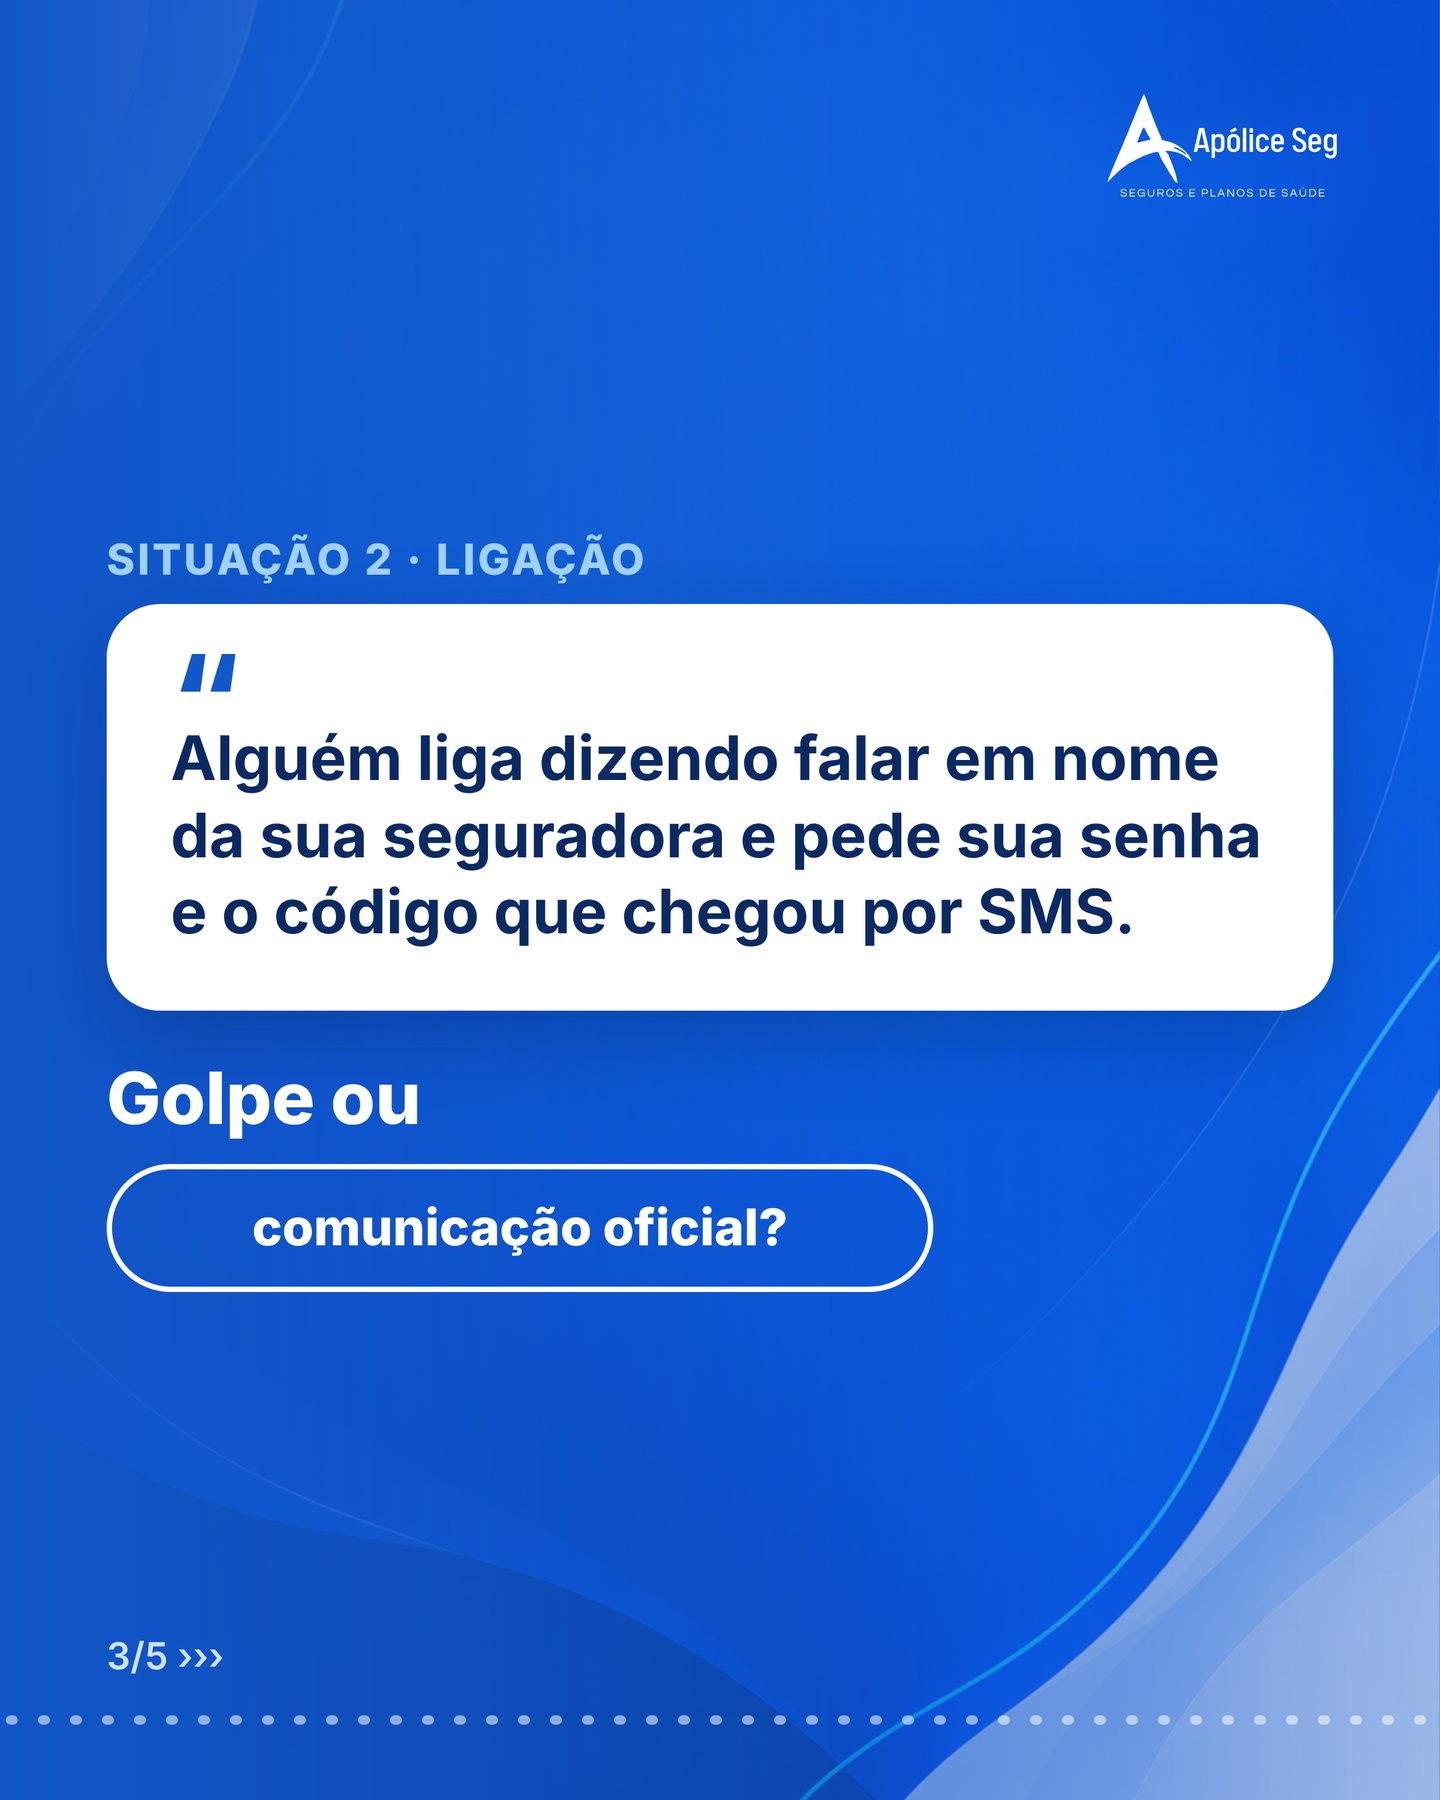 Apólice Seg
SEGUROS E PLANOS DE SAÚDE
SITUAÇÃO 2 · LIGAÇÃO
“
Alguém liga dizendo falar em nome
da sua seguradora e pede sua senha
e o código que chegou por SMS.
Golpe ou
comunicação oficial?
3/5 ›››